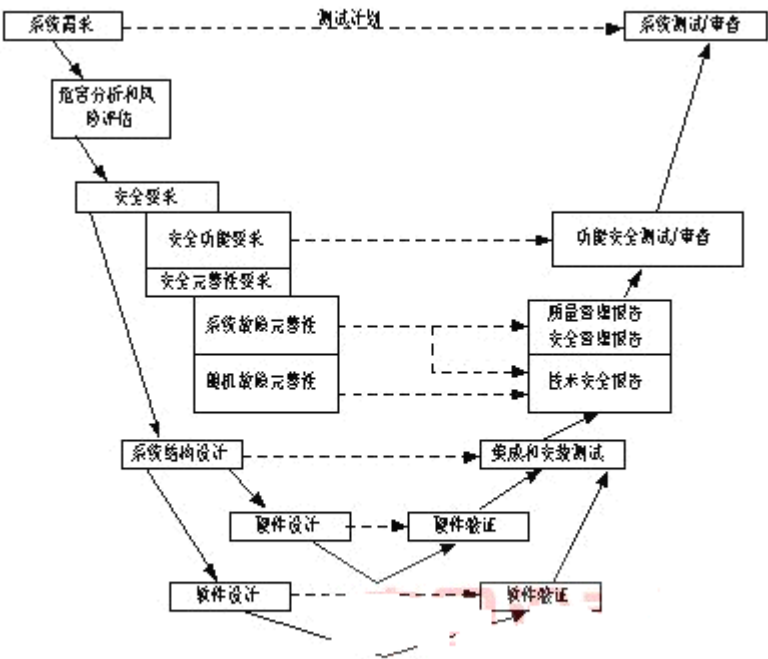 系统需求
测试计划
系统测试/审查
危害分析和风
险评估
安全要求
安全功能要求
功能安全测试/审查
安全完整性要求
系统故障完整性
质量管理报告
安全管理报告
随机故障完整性
技术安全报告
系统结构设计
集成和安装测试
硬件设计
硬件验证
软件设计
软件验证